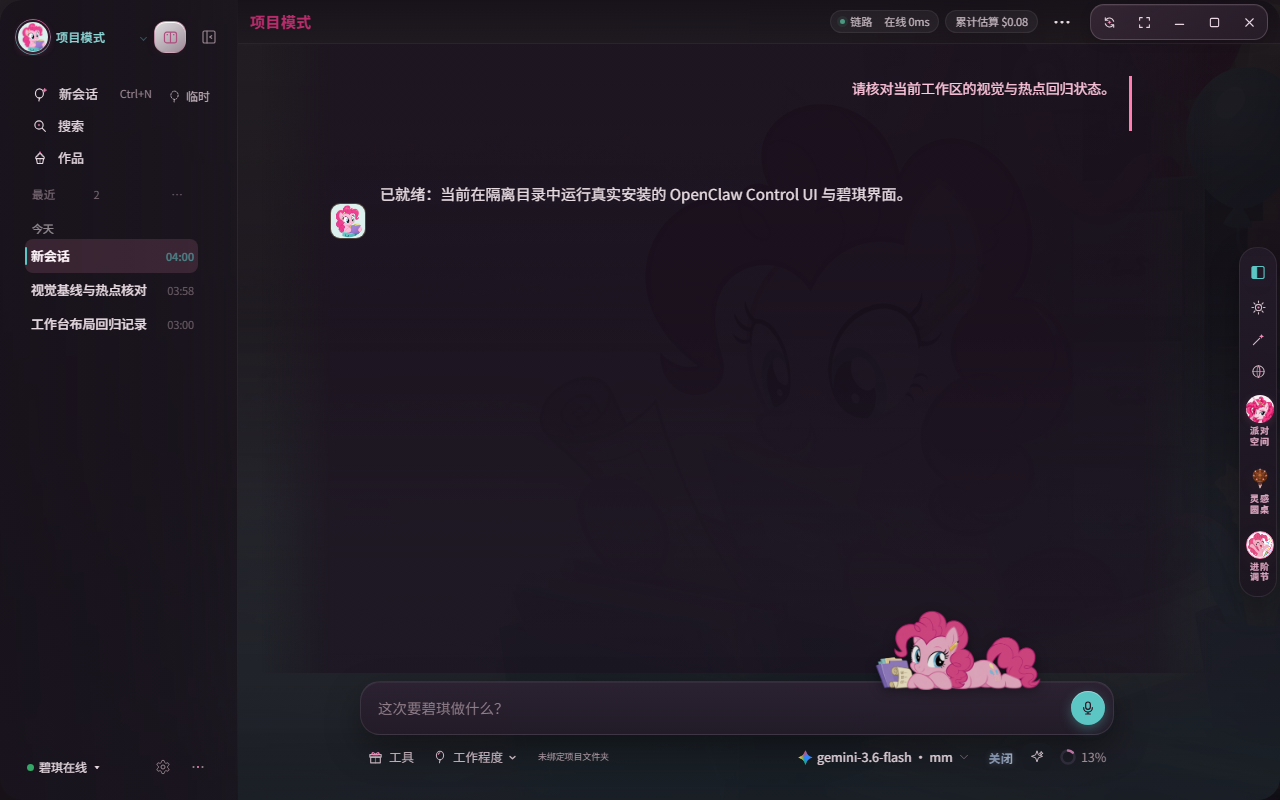 项目模式
新会话 Ctrl+N 临时
搜索
作品
最近 2 ...
今天
新会话 04:00
视觉基线与热点核对 03:58
工作台布局回归记录 03:00
碧琪在线
项目模式
链路 在线 0ms
累计估算 $0.08
请核对当前工作区的视觉与热点回归状态。
已就绪：当前在隔离目录中运行真实安装的 OpenClaw Control UI 与碧琪界面。
派对
空间
灵感
圆桌
进阶
调节
这次要碧琪做什么？
工具 工作程度 未绑定项目文件夹 gemini-3.6-flash • mm 关闭 13%